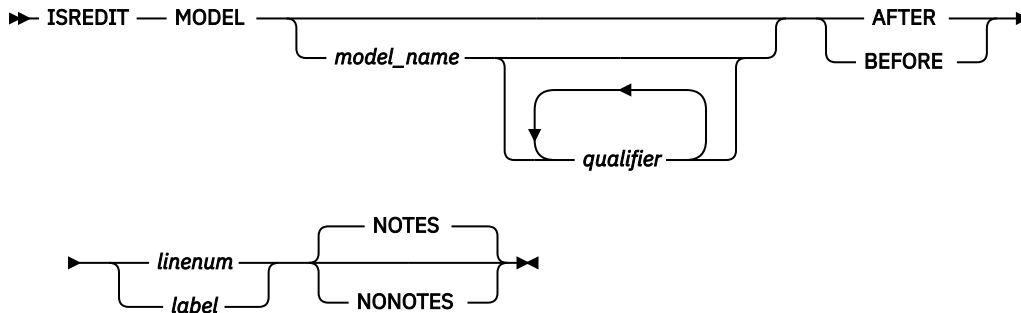 ISREDIT MODEL AFTER
model_name BEFORE
qualifier
NOTES
linenum
label NONOTES